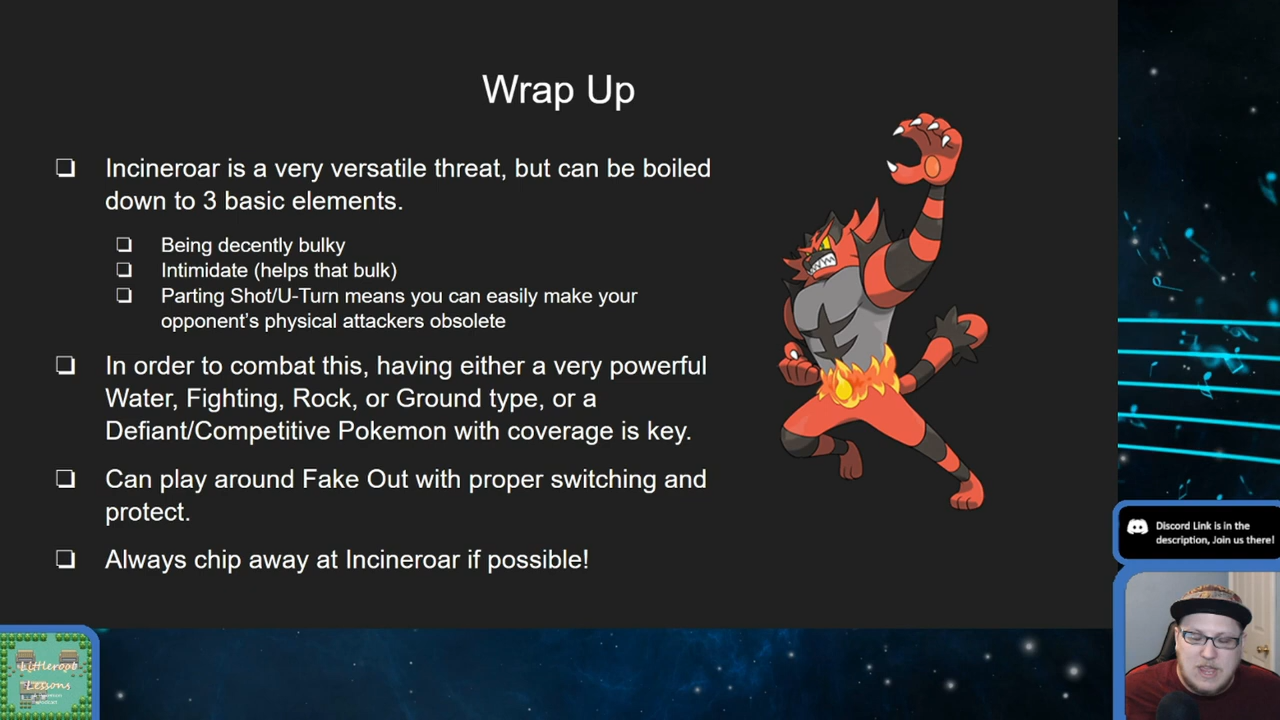 Wrap Up
❏ Incineroar is a very versatile threat, but can be boiled
down to 3 basic elements.
❏ Being decently bulky
❏ Intimidate (helps that bulk)
❏ Parting Shot/U-Turn means you can easily make your
opponent's physical attackers obsolete
❏ In order to combat this, having either a very powerful
Water, Fighting, Rock, or Ground type, or a
Defiant/Competitive Pokemon with coverage is key.
❏ Can play around Fake Out with proper switching and
protect.
❏ Always chip away at Incineroar if possible!
Discord Link is in the
description, Join us there!
Littleroot
Lessons